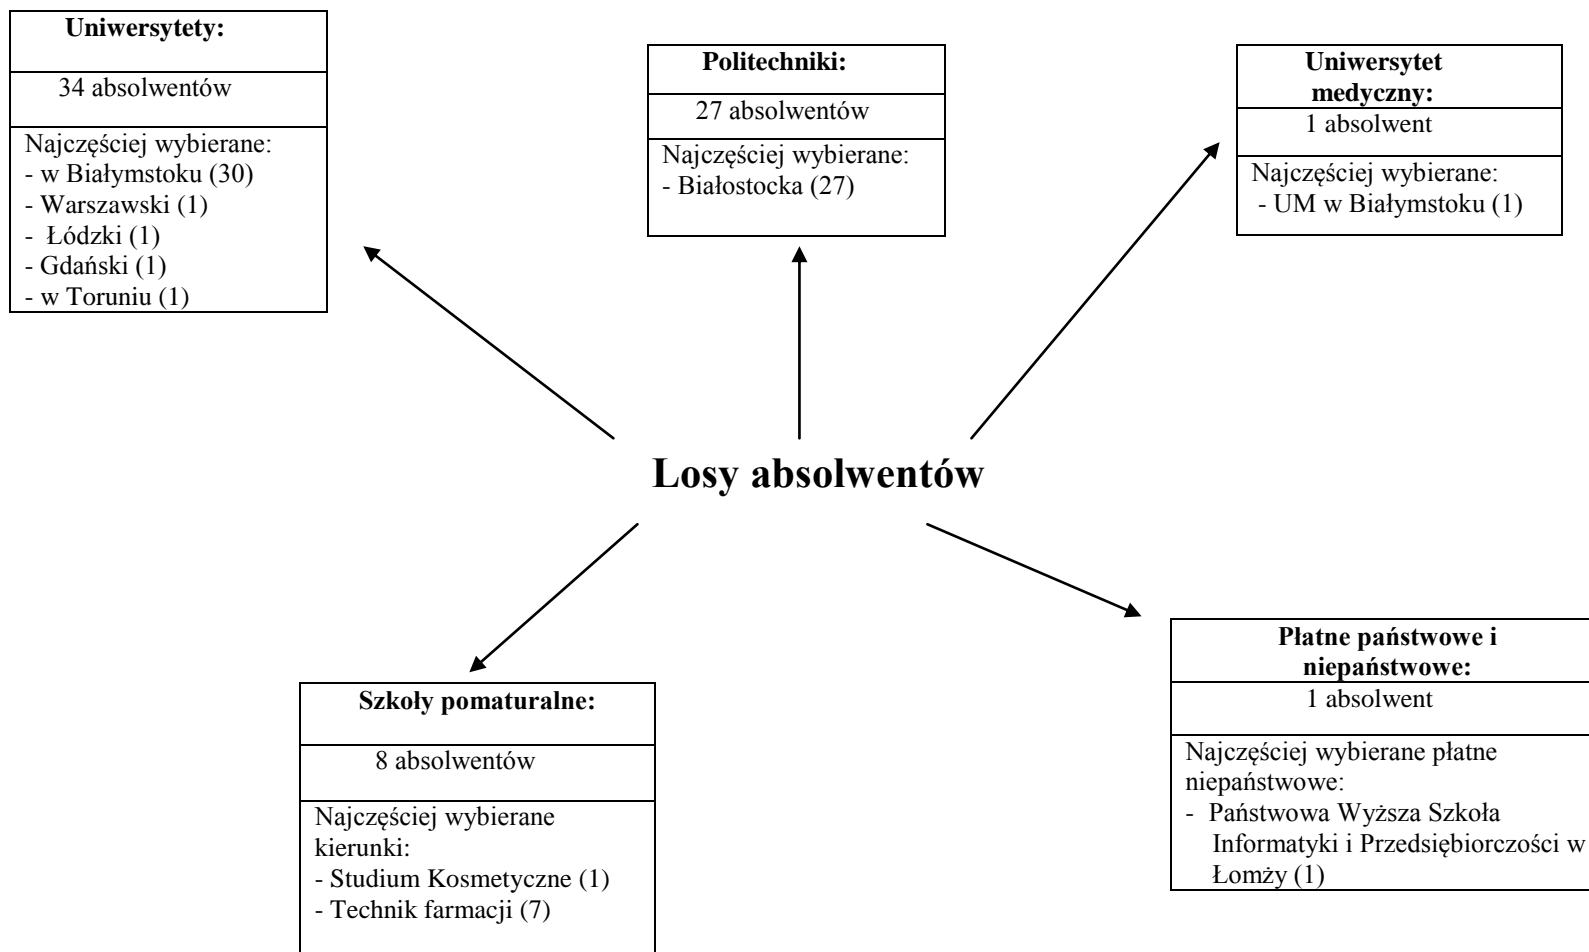 Uniwersytety:
34 absolwentów
Najczęściej wybierane:
- w Białymstoku (30)
- Warszawski (1)
- Łódzki (1)
- Gdański (1)
- w Toruniu (1)
Politechniki:
27 absolwentów
Najczęściej wybierane:
- Białostocka (27)
Uniwersytet
medyczny:
1 absolwent
Najczęściej wybierane:
- UM w Białymstoku (1)
Losy absolwentów
Szkoły pomaturalne:
8 absolwentów
Najczęściej wybierane
kierunki:
- Studium Kosmetyczne (1)
- Technik farmacji (7)
Płatne państwowe i
niepaństwowe:
1 absolwent
Najczęściej wybierane płatne
niepaństwowe:
- Państwowa Wyższa Szkoła
Informatyki i Przedsiębiorczości w
Łomży (1)